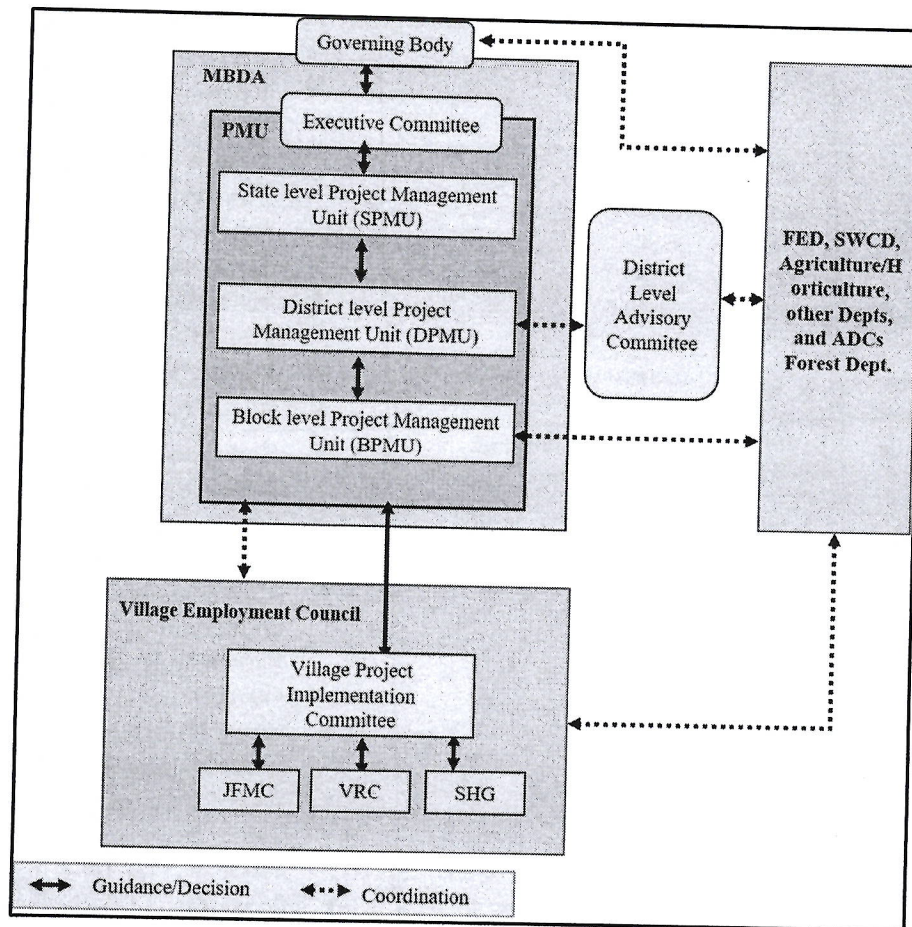 Governing Body
MBDA
Executive Committee
PMU
State level Project Management
Unit (SPMU)
District level Project
Management Unit (DPMU)
Block level Project Management
Unit (BPMU)
District
Level
Advisory
Committee
FED, SWCD,
Agriculture/H
orticulture,
other Depts,
and ADCs
Forest Dept.
Village Employment Council
Village Project
Implementation
Committee
JFMC
VRC
SHG
Guidance/Decision
Coordination